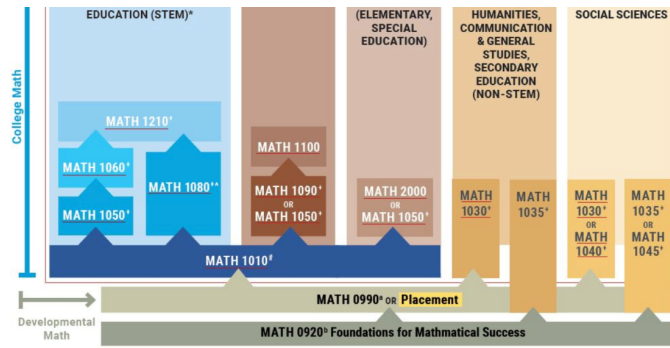 College Math
EDUCATION (STEM)*
(ELEMENTARY,
SPECIAL
EDUCATION)
HUMANITIES,
COMMUNICATION
& GENERAL
STUDIES,
SECONDARY
EDUCATION
(NON-STEM)
SOCIAL SCIENCES
MATH 1210⁺
MATH 1060⁺
MATH 1050⁺
MATH 1080⁺^
MATH 1100
MATH 1090⁺
OR
MATH 1050⁺
MATH 2000
OR
MATH 1050⁺
MATH
1030⁺
MATH
1035⁺
MATH
1030⁺
OR
MATH
1040⁺
MATH
1035⁺
OR
MATH
1045⁺
MATH 1010#
MATH 0990ᵃ OR Placement
Developmental
Math
MATH 0920ᵇ Foundations for Mathmatical Success